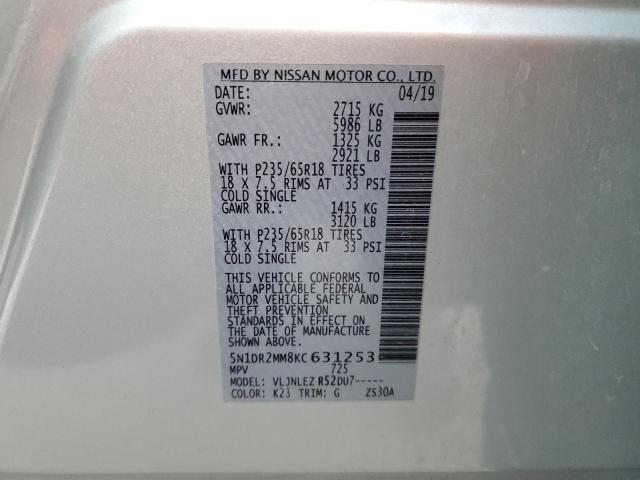 MFD BY NISSAN MOTOR CO., LTD.
DATE: 04/19
GVWR: 2715 KG
5986 LB
GAWR FR.: 1325 KG
2921 LB
WITH P235/65R18 TIRES
18 X 7.5 RIMS AT 33 PSI
COLD SINGLE
GAWR RR.: 1415 KG
3120 LB
WITH P235/65R18 TIRES
18 X 7.5 RIMS AT 33 PSI
COLD SINGLE
THIS VEHICLE CONFORMS TO
ALL APPLICABLE FEDERAL
MOTOR VEHICLE SAFETY AND
THEFT PREVENTION
STANDARDS IN EFFECT ON
THE DATE OF MANUFACTURE
SHOWN ABOVE.
5N1DR2MM8KC631253
MPV 725
MODEL: VLJNLEZ R52DU7-----
COLOR: K23 TRIM: G ZS30A